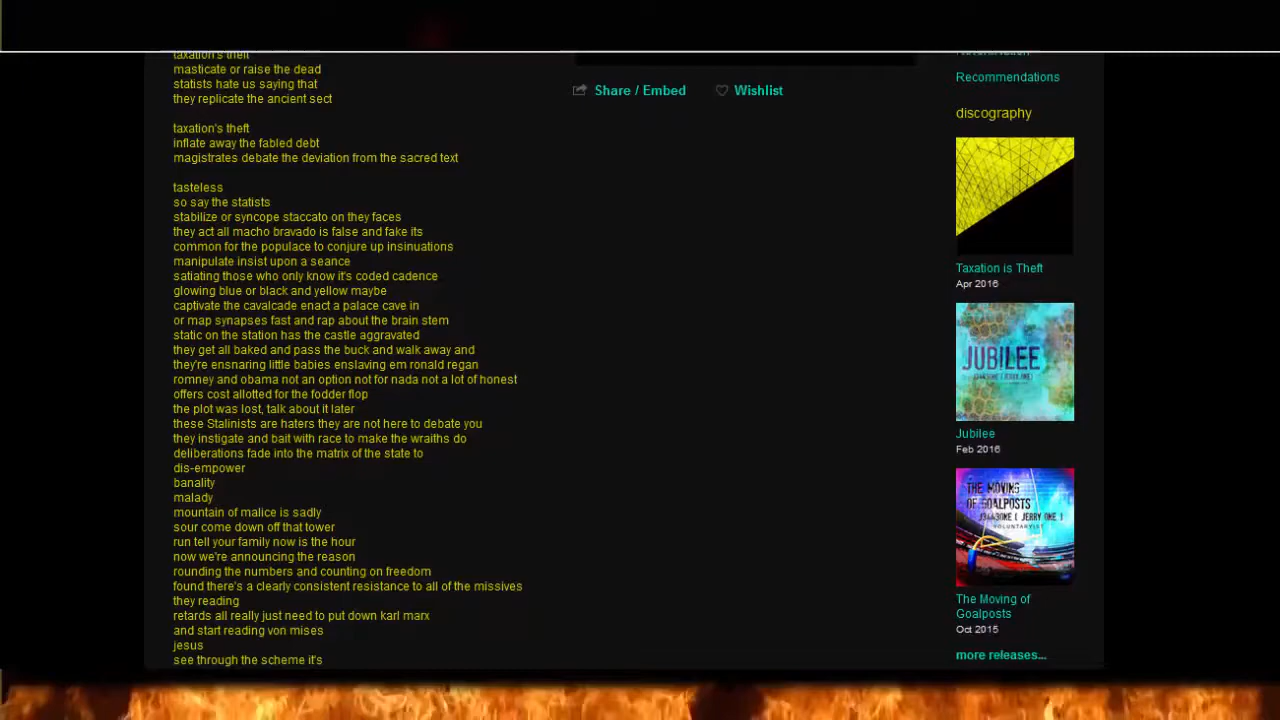 taxation's theft
masticate or raise the dead
statists hate us saying that
they replicate the ancient sect
taxation's theft
inflate away the fabled debt
magistrates debate the deviation from the sacred text
tasteless
so say the statists
stabilize or syncope staccato on they faces
they act all macho bravado is false and fake its
common for the populace to conjure up insinuations
manipulate insist upon a seance
satiating those who only know it's coded cadence
glowing blue or black and yellow maybe
captivate the cavalcade enact a palace cave in
or map synapses fast and rap about the brain stem
static on the station has the castle aggravated
they get all baked and pass the buck and walk away and
they're ensnaring little babies enslaving em ronald regan
romney and obama not an option not for nada not a lot of honest
offers cost allotted for the fodder flop
the plot was lost, talk about it later
these Stalinists are haters they are not here to debate you
they instigate and bait with race to make the wraiths do
deliberations fade into the matrix of the state to
dis-empower
banality
malady
mountain of malice is sadly
sour come down off that tower
run tell your family now is the hour
now we're announcing the reason
rounding the numbers and counting on freedom
found there's a clearly consistent resistance to all of the missives
they reading
retards all really just need to put down karl marx
and start reading von mises
jesus
see through the scheme it's
Share / Embed
Wishlist
Recommendations
discography
Taxation is Theft
Apr 2016
JUBILEE
Jubilee
Feb 2016
THE MOVING
OF GOALPOSTS
VOLUNTARYIST
The Moving of
Goalposts
Oct 2015
more releases...